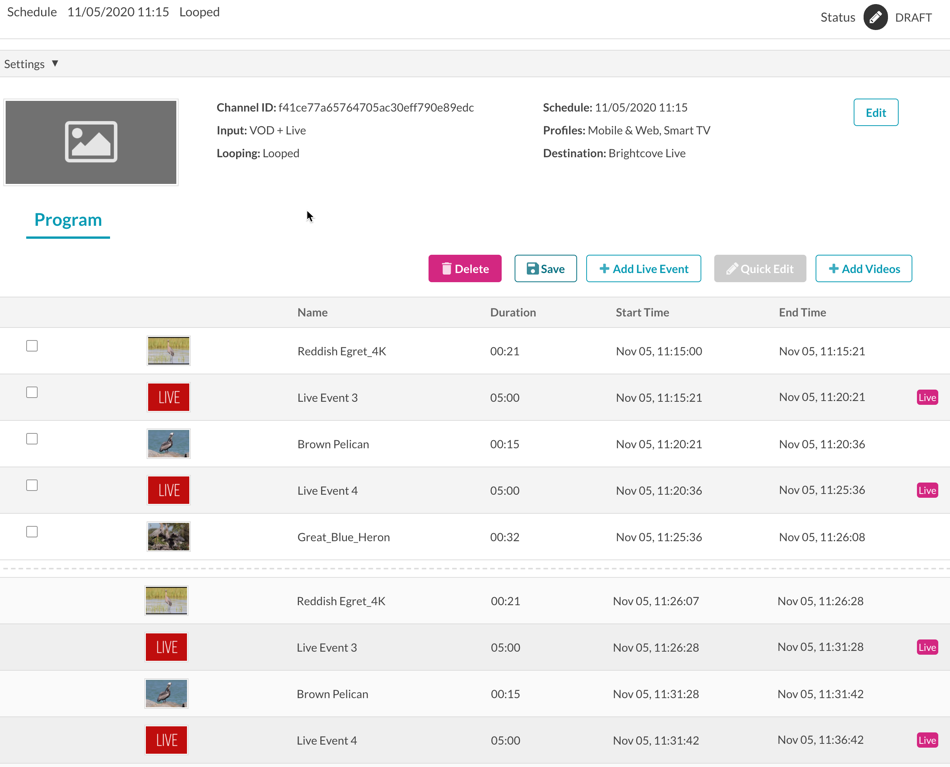 Schedule 11/05/2020 11:15 Looped
Status DRAFT
Settings ▼
Channel ID: f41ce77a65764705ac30eff790e89edc Schedule: 11/05/2020 11:15 Edit
Input: VOD + Live Profiles: Mobile & Web, Smart TV
Looping: Looped Destination: Brightcove Live
Program
Delete Save + Add Live Event Quick Edit + Add Videos
Name Duration Start Time End Time
Reddish Egret_4K 00:21 Nov 05, 11:15:00 Nov 05, 11:15:21
LIVE Live Event 3 05:00 Nov 05, 11:15:21 Nov 05, 11:20:21 Live
Brown Pelican 00:15 Nov 05, 11:20:21 Nov 05, 11:20:36
LIVE Live Event 4 05:00 Nov 05, 11:20:36 Nov 05, 11:25:36 Live
Great_Blue_Heron 00:32 Nov 05, 11:25:36 Nov 05, 11:26:08
Reddish Egret_4K 00:21 Nov 05, 11:26:07 Nov 05, 11:26:28
LIVE Live Event 3 05:00 Nov 05, 11:26:28 Nov 05, 11:31:28 Live
Brown Pelican 00:15 Nov 05, 11:31:28 Nov 05, 11:31:42
LIVE Live Event 4 05:00 Nov 05, 11:31:42 Nov 05, 11:36:42 Live